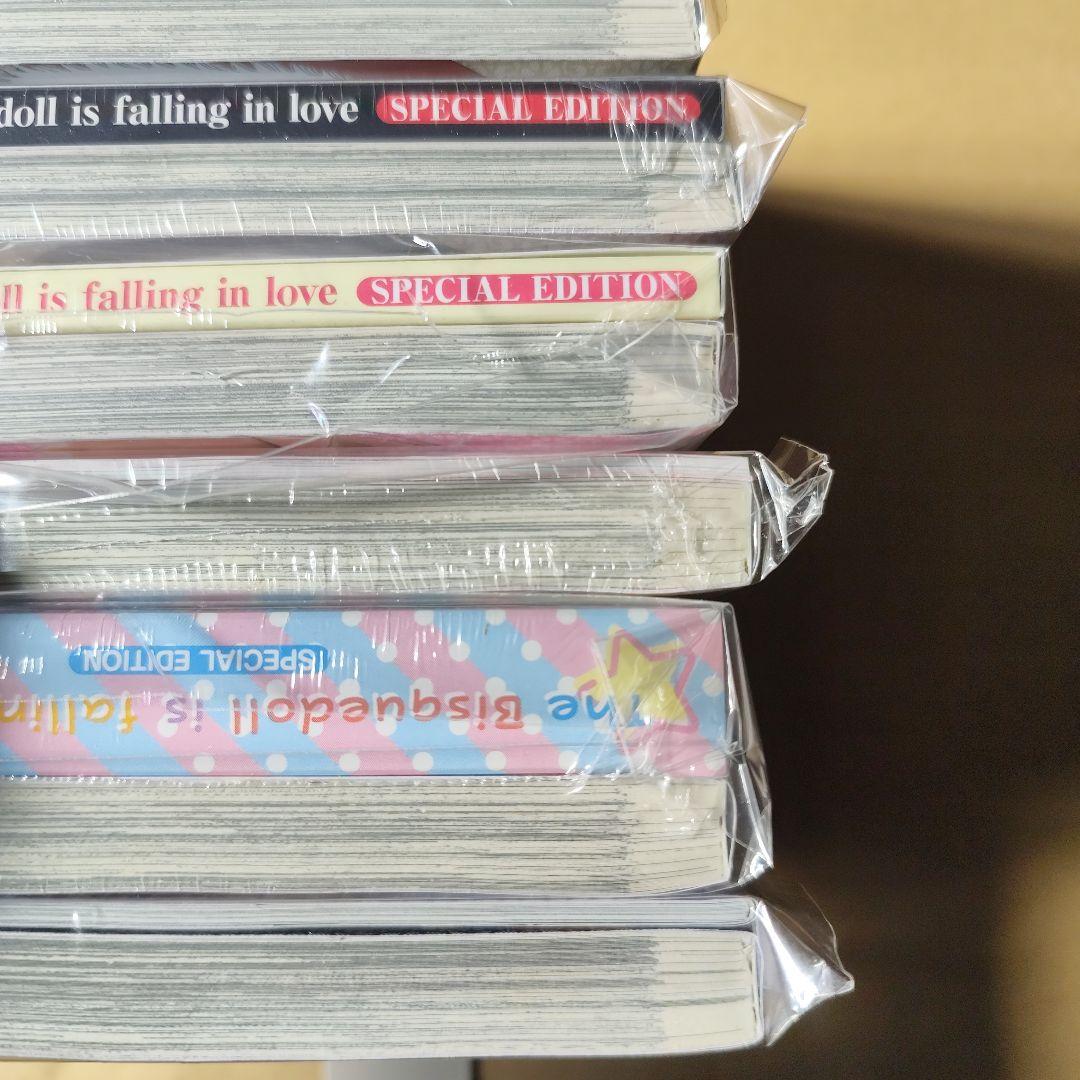 doll is falling in love SPECIAL EDITION
ll is falling in love SPECIAL EDITION
SPECIAL EDITION
The Bisquedoll is fallin